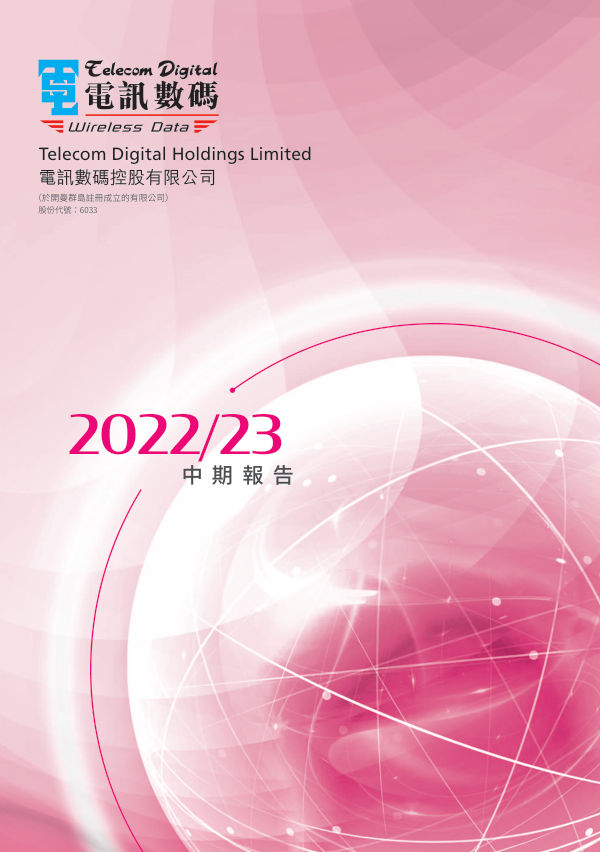 Telecom Digital
電訊數碼
Wireless Data
Telecom Digital Holdings Limited
電訊數碼控股有限公司
(於開曼群島註冊成立的有限公司)
股份代號：6033
2022/23
中期報告